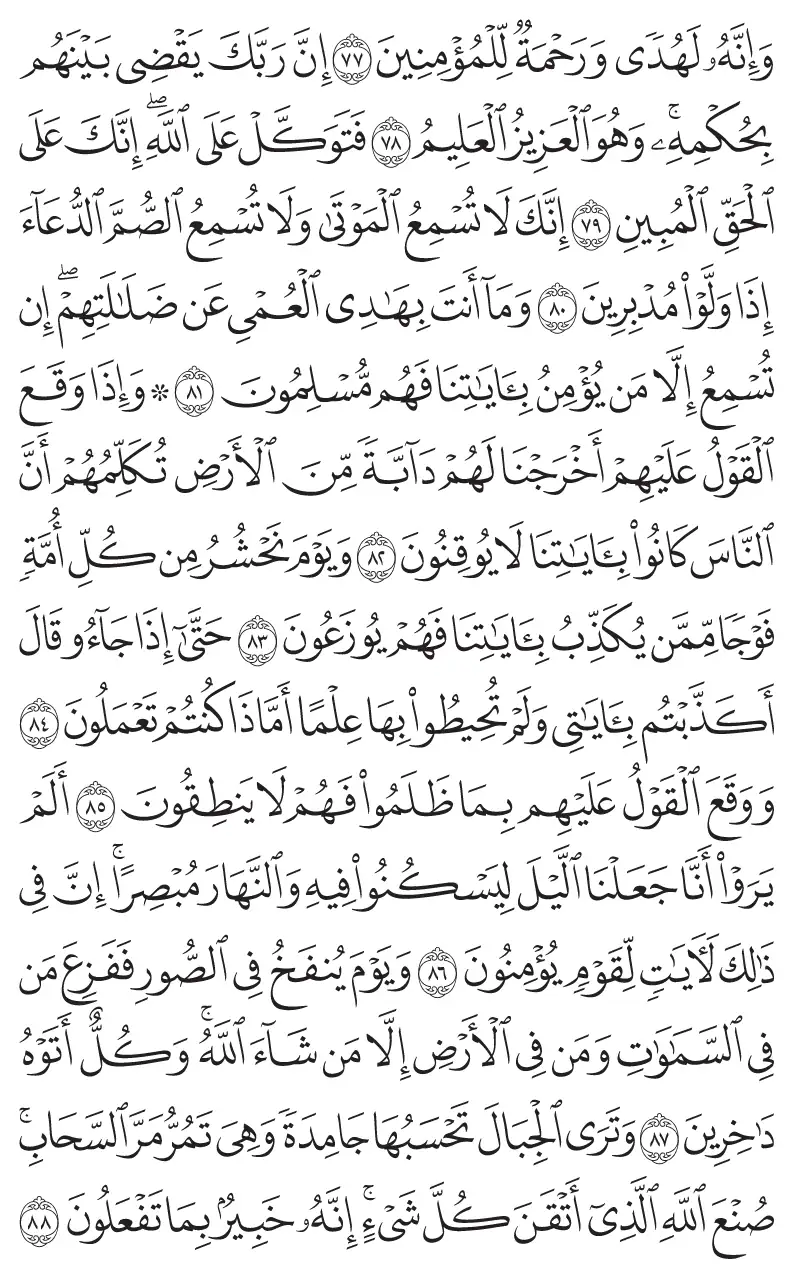 وَإِنَّهُۥ لَهُدٗى وَرَحۡمَةٞ لِّلۡمُؤۡمِنِينَ ٧٧ إِنَّ رَبَّكَ يَقۡضِي بَيۡنَهُم
بِحُكۡمِهِۦۚ وَهُوَ ٱلۡعَزِيزُ ٱلۡعَلِيمُ ٧٨ فَتَوَكَّلۡ عَلَى ٱللَّهِۖ إِنَّكَ عَلَى
ٱلۡحَقِّ ٱلۡمُبِينِ ٧٩ إِنَّكَ لَا تُسۡمِعُ ٱلۡمَوۡتَىٰ وَلَا تُسۡمِعُ ٱلصُّمَّ ٱلدُّعَآءَ
إِذَا وَلَّوۡاْ مُدۡبِرِينَ ٨٠ وَمَآ أَنتَ بِهَٰدِي ٱلۡعُمۡيِ عَن ضَلَٰلَتِهِمۡۖ إِن
تُسۡمِعُ إِلَّا مَن يُؤۡمِنُ بِـَٔايَٰتِنَا فَهُم مُّسۡلِمُونَ ٨١ ۞ وَإِذَا وَقَعَ
ٱلۡقَوۡلُ عَلَيۡهِمۡ أَخۡرَجۡنَا لَهُمۡ دَآبَّةٗ مِّنَ ٱلۡأَرۡضِ تُكَلِّمُهُمۡ أَنَّ
ٱلنَّاسَ كَانُواْ بِـَٔايَٰتِنَا لَا يُوقِنُونَ ٨٢ وَيَوۡمَ نَحۡشُرُ مِن كُلِّ أُمَّةٖ
فَوۡجٗا مِّمَّن يُكَذِّبُ بِـَٔايَٰتِنَا فَهُمۡ يُوزَعُونَ ٨٣ حَتَّىٰٓ إِذَا جَآءُو قَالَ
أَكَذَّبۡتُم بِـَٔايَٰتِي وَلَمۡ تُحِيطُواْ بِهَا عِلۡمًا أَمَّاذَا كُنتُمۡ تَعۡمَلُونَ ٨٤
وَوَقَعَ ٱلۡقَوۡلُ عَلَيۡهِم بِمَا ظَلَمُواْ فَهُمۡ لَا يَنطِقُونَ ٨٥ أَلَمۡ
يَرَوۡاْ أَنَّا جَعَلۡنَا ٱلَّيۡلَ لِيَسۡكُنُواْ فِيهِ وَٱلنَّهَارَ مُبۡصِرًاۚ إِنَّ فِي
ذَٰلِكَ لَأٓيَٰتٖ لِّقَوۡمٖ يُؤۡمِنُونَ ٨٦ وَيَوۡمَ يُنفَخُ فِي ٱلصُّورِ فَفَزِعَ مَن
فِي ٱلسَّمَٰوَٰتِ وَمَن فِي ٱلۡأَرۡضِ إِلَّا مَن شَآءَ ٱللَّهُۚ وَكُلٌّ أَتَوۡهُ
دَٰخِرِينَ ٨٧ وَتَرَى ٱلۡجِبَالَ تَحۡسَبُهَا جَامِدَةٗ وَهِيَ تَمُرُّ مَرَّ ٱلسَّحَابِۚ
صُنۡعَ ٱللَّهِ ٱلَّذِيٓ أَتۡقَنَ كُلَّ شَيۡءٍۚ إِنَّهُۥ خَبِيرُۢ بِمَا تَفۡعَلُونَ ٨٨